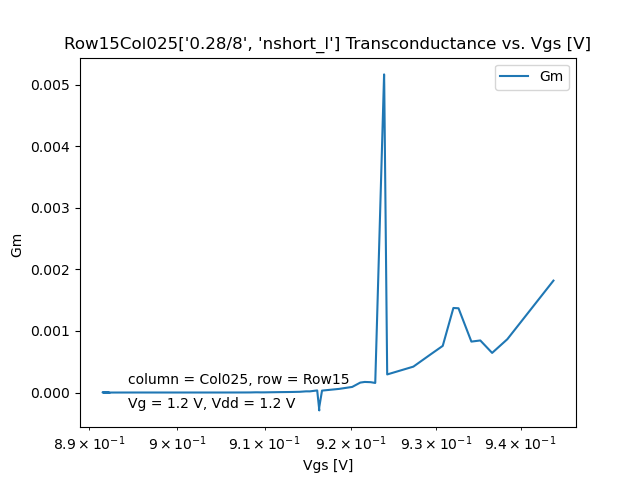 Row15Col025['0.28/8', 'nshort_l'] Transconductance vs. Vgs [V]
Gm
0.005
0.004
0.003
0.002
0.001
0.000
Gm
column = Col025, row = Row15
Vg = 1.2 V, Vdd = 1.2 V
8.9 × 10⁻¹ 9 × 10⁻¹ 9.1 × 10⁻¹ 9.2 × 10⁻¹ 9.3 × 10⁻¹ 9.4 × 10⁻¹
Vgs [V]